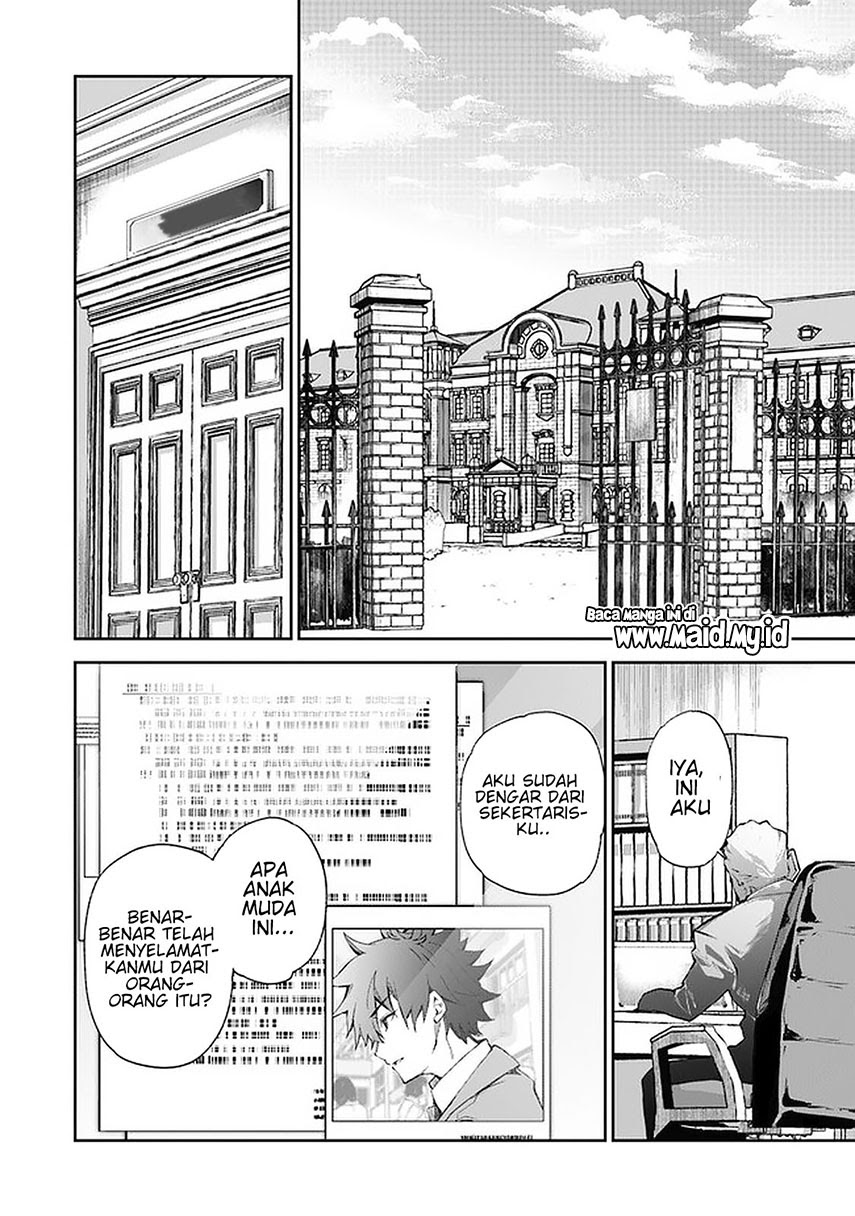 Baca Manga ini di
www.Maid.My.id
IYA,
INI
AKU
AKU SUDAH
DENGAR DARI
SEKERTARIS-
KU..
APA
ANAK
MUDA
INI...
BENAR-
BENAR TELAH
MENYELAMAT-
KANMU DARI
ORANG-
ORANG ITU?